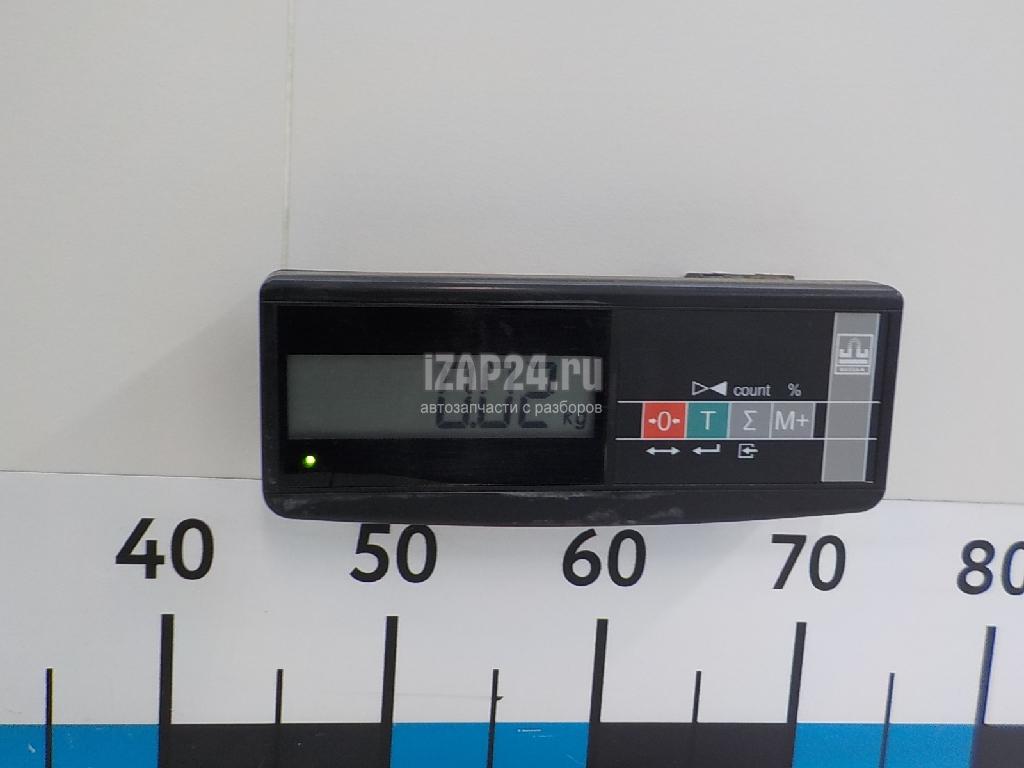 iZAP24.ru
автозапчасти с разборов
0.02 kg
count %
→0← T Σ M+
40 50 60 70 80